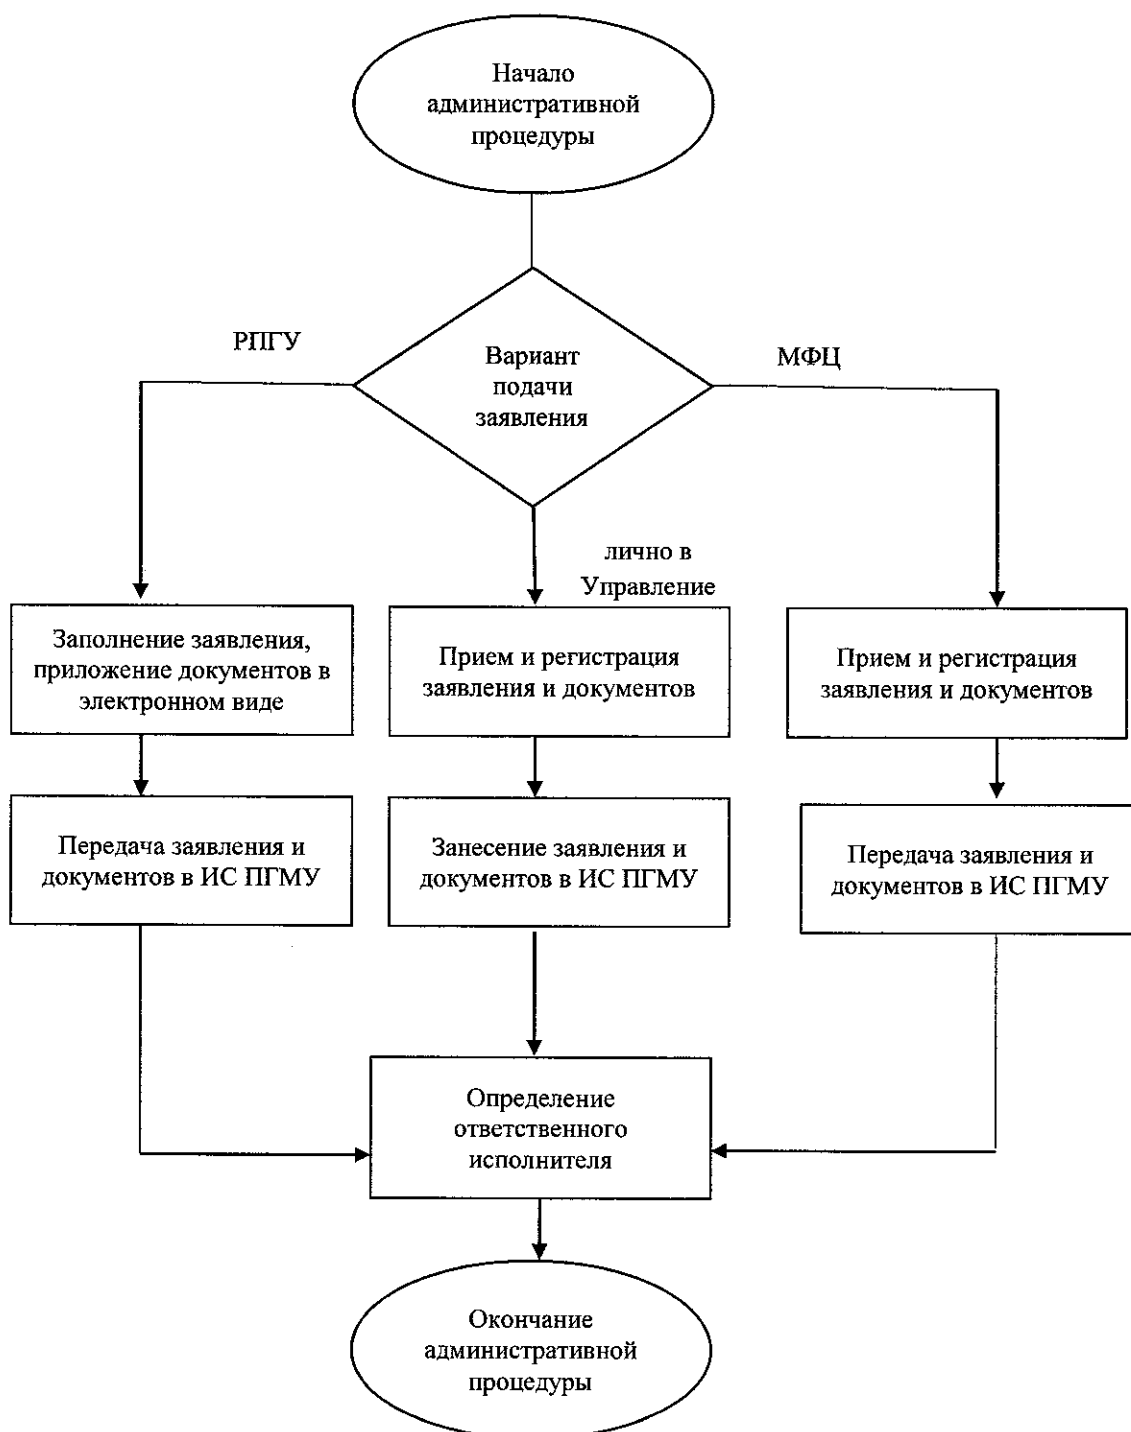 Начало
административной
процедуры
РПГУ
Вариант
подачи
заявления
МФЦ
лично в
Управление
Заполнение заявления,
приложение документов в
электронном виде
Прием и регистрация
заявления и документов
Прием и регистрация
заявления и документов
Передача заявления и
документов в ИС ПГМУ
Занесение заявления и
документов в ИС ПГМУ
Передача заявления и
документов в ИС ПГМУ
Определение
ответственного
исполнителя
Окончание
административной
процедуры